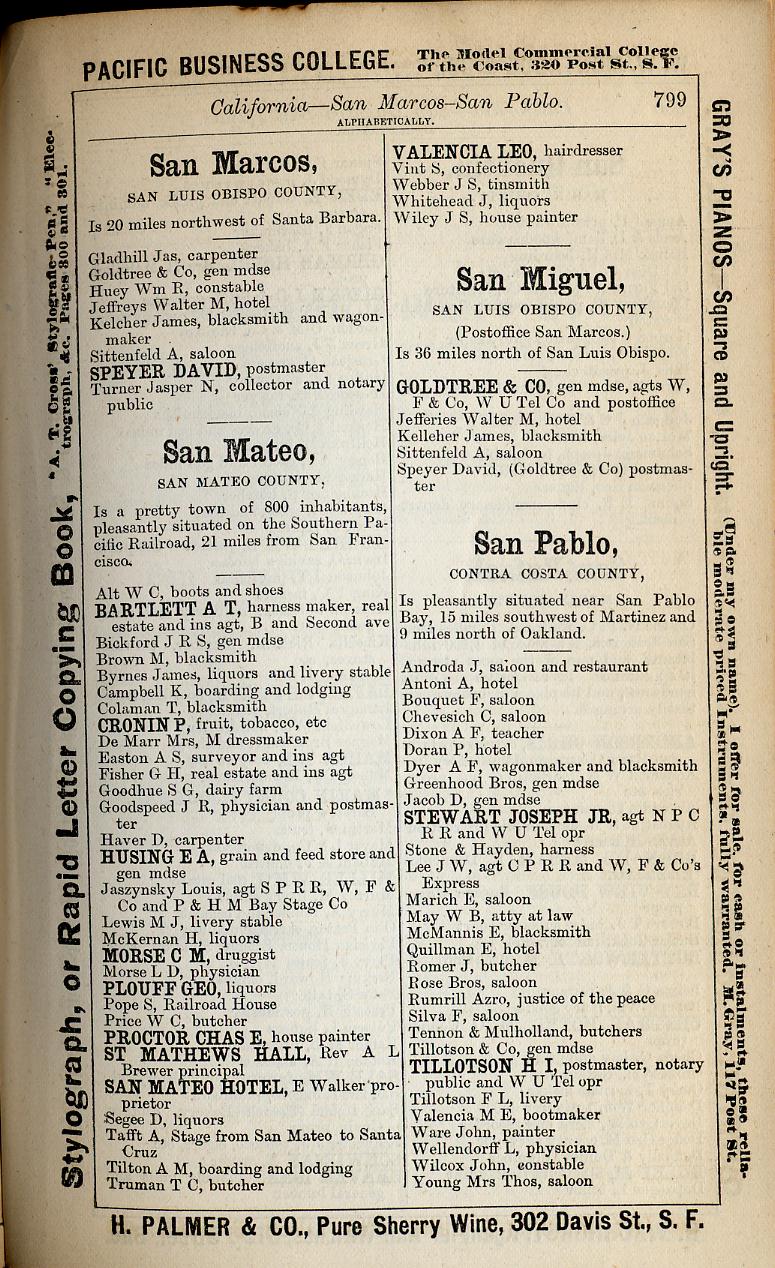 PACIFIC BUSINESS COLLEGE. The Model Commercial College
of the Coast, 320 Post St., S. F.
California—San Marcos–San Pablo. 799
ALPHABETICALLY.
San Marcos,
SAN LUIS OBISPO COUNTY,
Is 20 miles northwest of Santa Barbara.
Gladhill Jas, carpenter
Goldtree & Co, gen mdse
Huey Wm R, constable
Jeffreys Walter M, hotel
Kelcher James, blacksmith and wagon-
maker
Sittenfeld A, saloon
SPEYER DAVID, postmaster
Turner Jasper N, collector and notary
public
San Mateo,
SAN MATEO COUNTY,
Is a pretty town of 800 inhabitants,
pleasantly situated on the Southern Pa-
cific Railroad, 21 miles from San Fran-
cisco.
Alt W C, boots and shoes
BARTLETT A T, harness maker, real
estate and ins agt, B and Second ave
Bickford J R S, gen mdse
Brown M, blacksmith
Byrnes James, liquors and livery stable
Campbell K, boarding and lodging
Colaman T, blacksmith
CRONIN P, fruit, tobacco, etc
De Marr Mrs, M dressmaker
Easton A S, surveyor and ins agt
Fisher G H, real estate and ins agt
Goodhue S G, dairy farm
Goodspeed J R, physician and postmas-
ter
Haver D, carpenter
HUSING E A, grain and feed store and
gen mdse
Jaszynsky Louis, agt S P R R, W, F &
Co and P & H M Bay Stage Co
Lewis M J, livery stable
McKernan H, liquors
MORSE C M, druggist
Morse L D, physician
PLOUFF GEO, liquors
Pope S, Railroad House
Price W C, butcher
PROCTOR CHAS E, house painter
ST MATHEWS HALL, Rev A L
Brewer principal
SAN MATEO HOTEL, E Walker pro-
prietor
Segee D, liquors
Tafft A, Stage from San Mateo to Santa
Cruz
Tilton A M, boarding and lodging
Truman T C, butcher
VALENCIA LEO, hairdresser
Vint S, confectionery
Webber J S, tinsmith
Whitehead J, liquors
Wiley J S, house painter
San Miguel,
SAN LUIS OBISPO COUNTY,
(Postoffice San Marcos.)
Is 36 miles north of San Luis Obispo.
GOLDTREE & CO, gen mdse, agts W,
F & Co, W U Tel Co and postoffice
Jefferies Walter M, hotel
Kelleher James, blacksmith
Sittenfeld A, saloon
Speyer David, (Goldtree & Co) postmas-
ter
San Pablo,
CONTRA COSTA COUNTY,
Is pleasantly situated near San Pablo
Bay, 15 miles southwest of Martinez and
9 miles north of Oakland.
Androda J, saloon and restaurant
Antoni A, hotel
Bouquet F, saloon
Chevesich C, saloon
Dixon A F, teacher
Doran P, hotel
Dyer A F, wagonmaker and blacksmith
Greenhood Bros, gen mdse
Jacob D, gen mdse
STEWART JOSEPH JR, agt N P C
R R and W U Tel opr
Stone & Hayden, harness
Lee J W, agt C P R R and W, F & Co's
Express
Marich E, saloon
May W B, atty at law
McMannis E, blacksmith
Quillman E, hotel
Romer J, butcher
Rose Bros, saloon
Rumrill Azro, justice of the peace
Silva F, saloon
Tennon & Mulholland, butchers
Tillotson & Co, gen mdse
TILLOTSON H I, postmaster, notary
public and W U Tel opr
Tillotson F L, livery
Valencia M E, bootmaker
Ware John, painter
Wellendorff L, physician
Wilcox John, constable
Young Mrs Thos, saloon
Stylograph, or Rapid Letter Copying Book, "A. T. Cross' Stylografic Pen," "Elec-
trograph, &c. Pages 800 and 301.
GRAY'S PIANOS—Square and Upright. (Under my own name). I offer for sale, for cash or instalments, these relia-
ble moderate priced Instruments, fully warranted. M. Gray, 117 Post St.
H. PALMER & CO., Pure Sherry Wine, 302 Davis St., S. F.